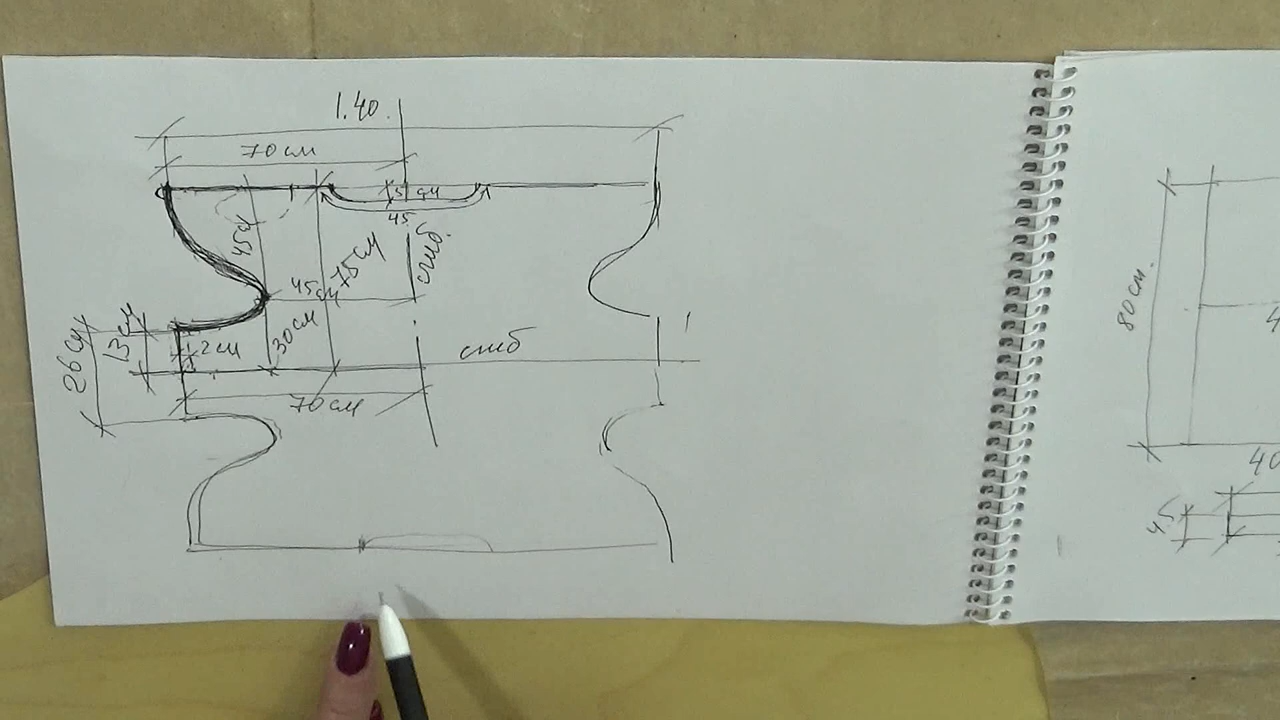 1.40.
70 см
5 см
45
45 см
75 см
сгиб.
45 см
30 см
26 см
13 см
2 см
сгиб
70 см
80 см.
4
40
45